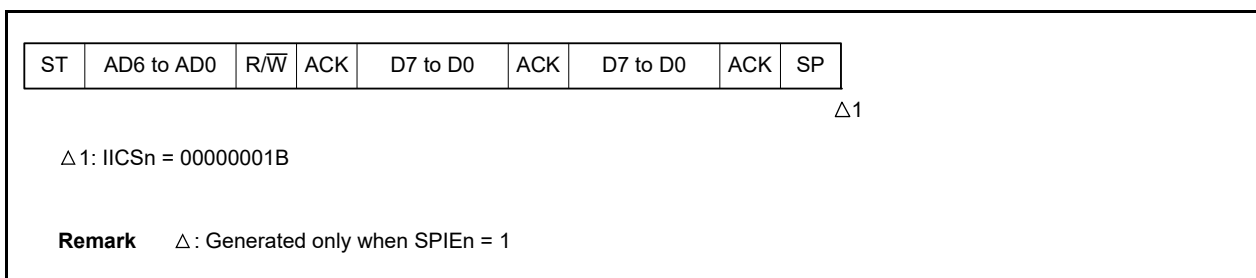 ST AD6 to AD0 R/W̅ ACK D7 to D0 ACK D7 to D0 ACK SP
△1
△1: IICSn = 00000001B
Remark △: Generated only when SPIEn = 1